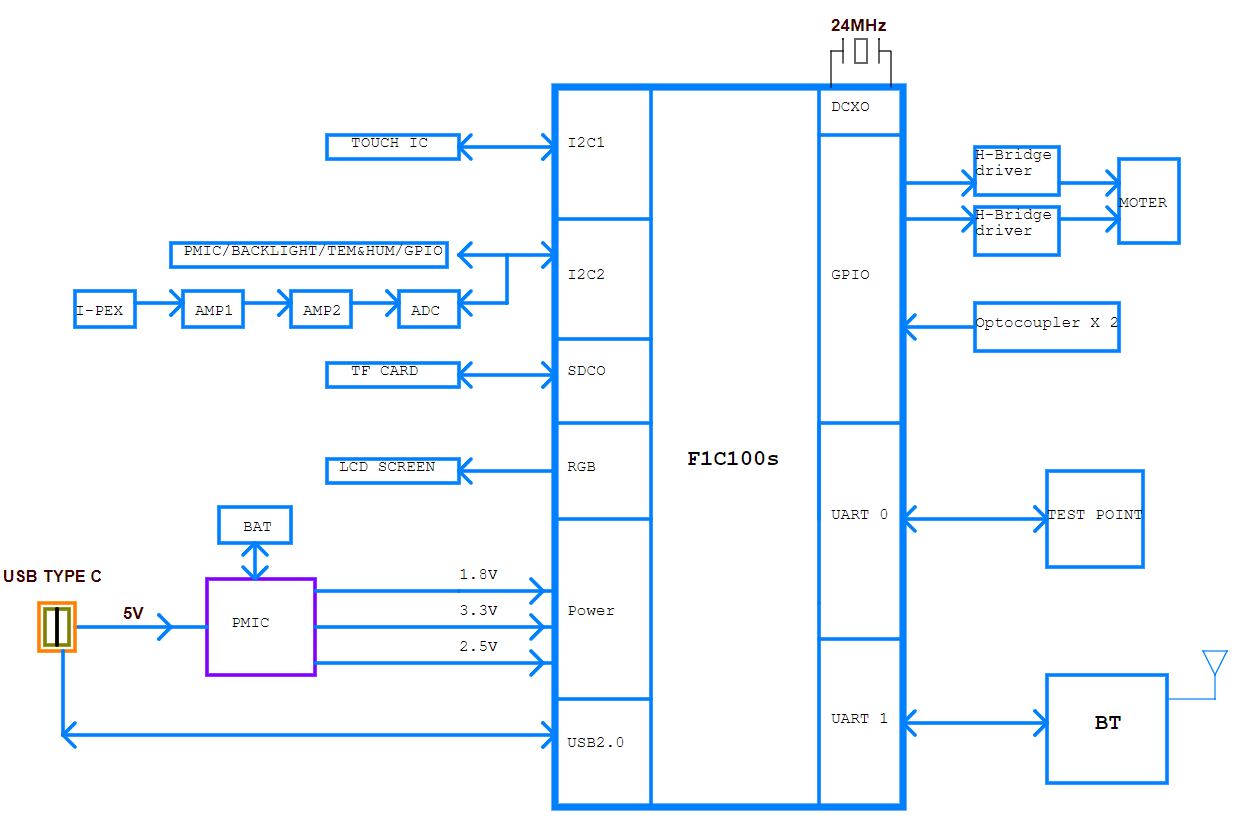 24MHz
DCXO
TOUCH IC
I2C1
H-Bridge
driver
MOTER
H-Bridge
driver
PMIC/BACKLIGHT/TEM&HUM/GPIO
I2C2
GPIO
I-PEX
AMP1
AMP2
ADC
Optocoupler X 2
TF CARD
SDCO
LCD SCREEN
RGB
F1C100s
BAT
UART 0
TEST POINT
USB TYPE C
5V
PMIC
1.8V
3.3V
2.5V
Power
USB2.0
UART 1
BT